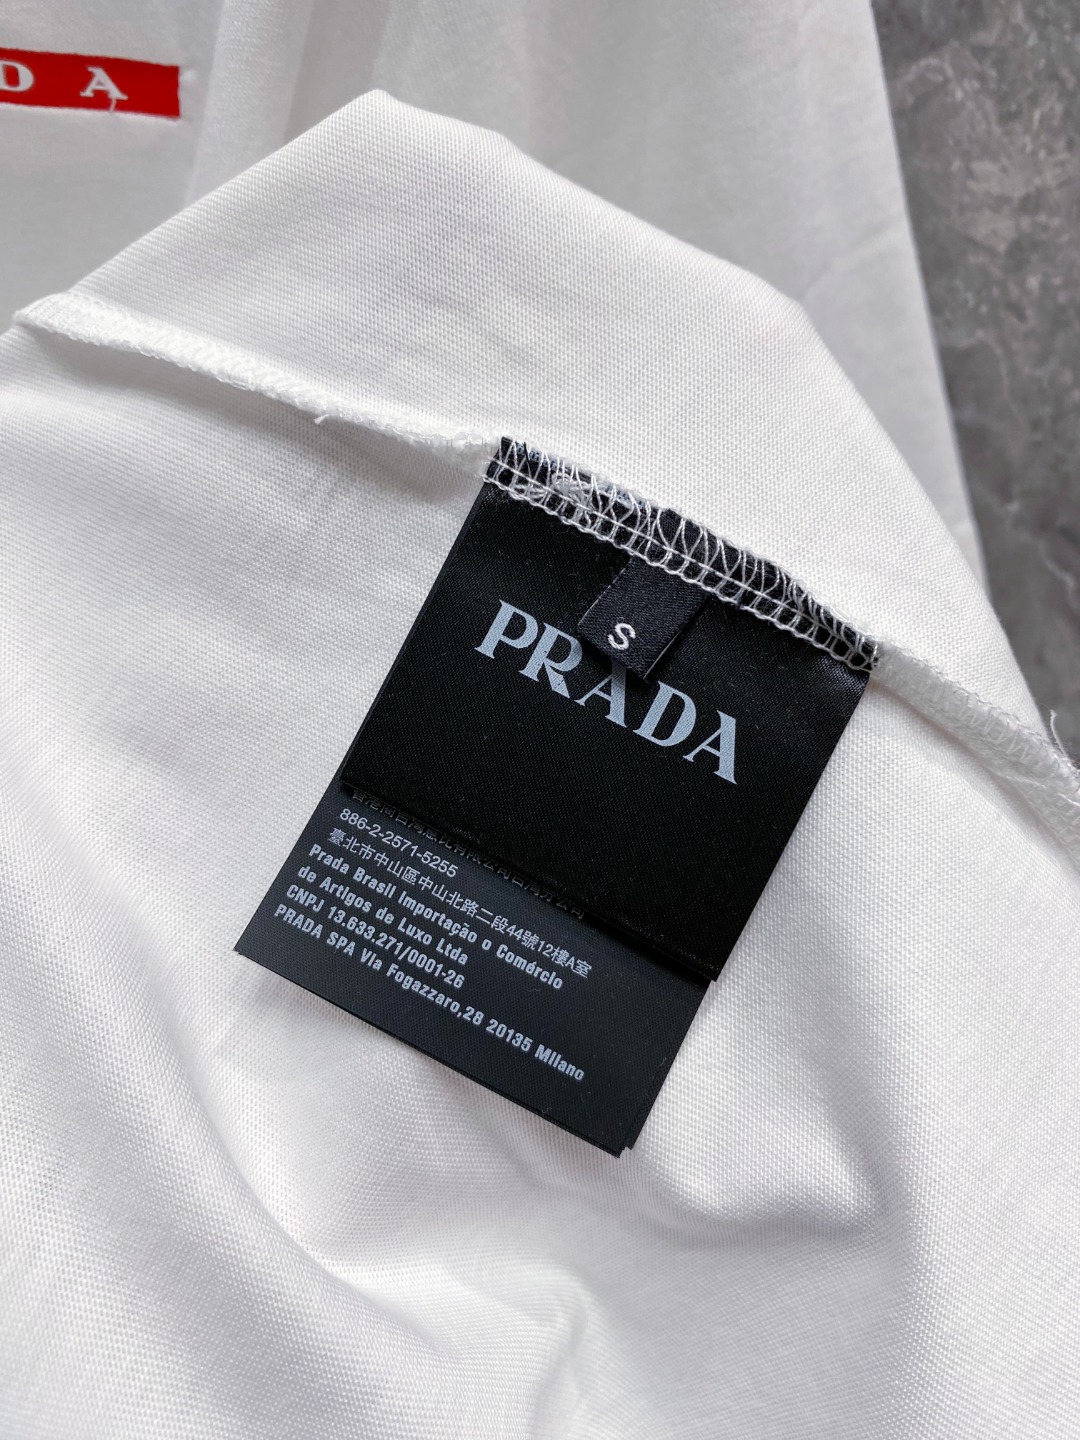 DA
S
PRADA
886-2-2571-5255
臺北市中山區中山北路二段44號12樓A室
Prada Brasil Importação o Comércio
de Artigos de Luxo Ltda
CNPJ 13.633.271/0001-26
PRADA SPA Via Fogazzaro,28 20135 Milano